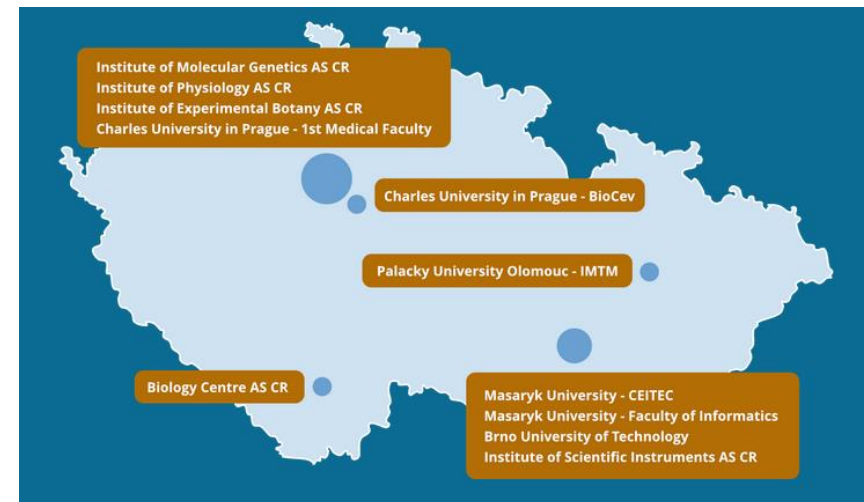 Institute of Molecular Genetics AS CR
Institute of Physiology AS CR
Institute of Experimental Botany AS CR
Charles University in Prague - 1st Medical Faculty
Charles University in Prague - BioCev
Palacky University Olomouc - IMTM
Biology Centre AS CR
Masaryk University - CEITEC
Masaryk University - Faculty of Informatics
Brno University of Technology
Institute of Scientific Instruments AS CR